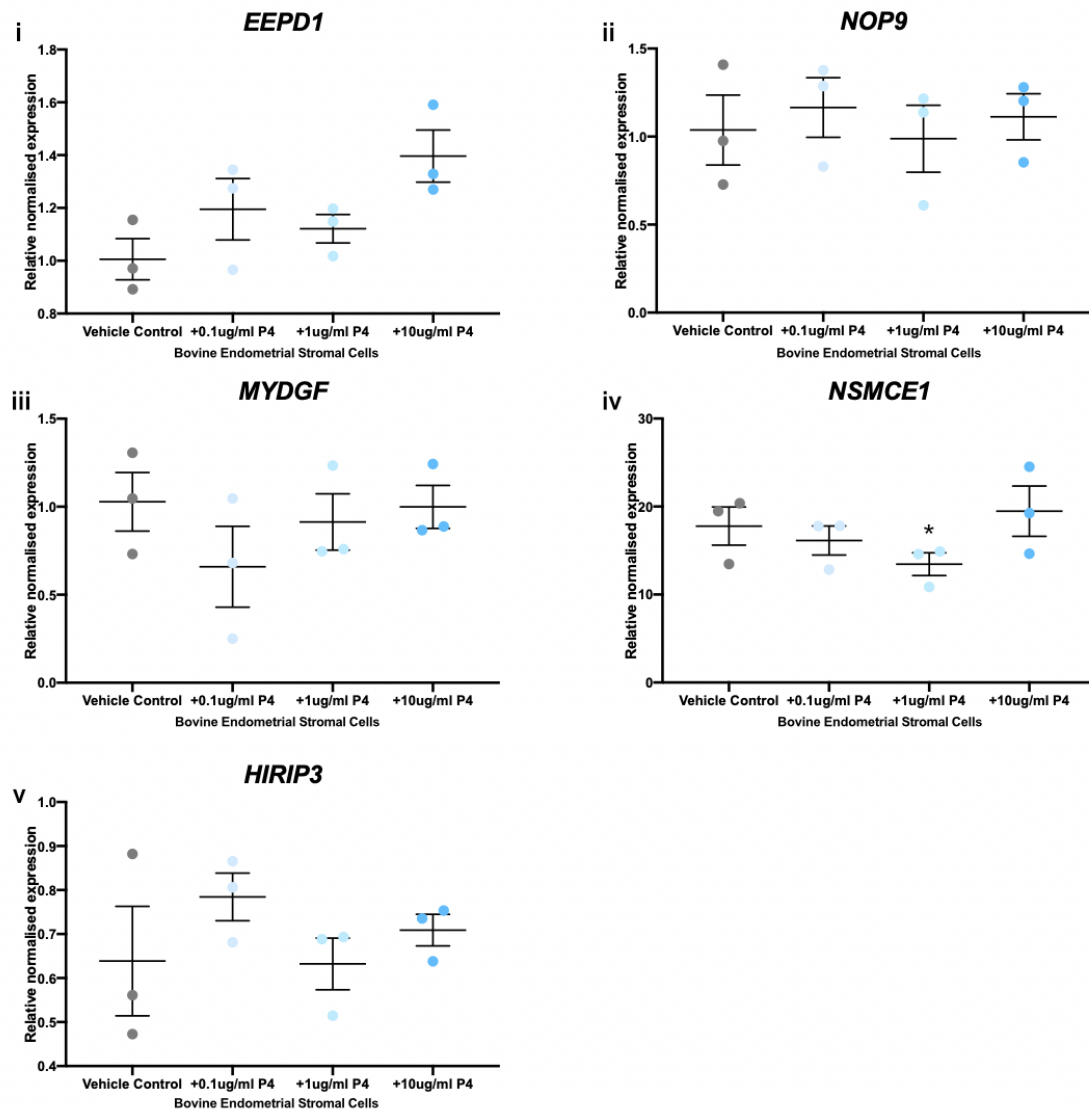 i
EEPD1
Relative normalised expression
1.8
1.6
1.4
1.2
1.0
0.8
Vehicle Control +0.1ug/ml P4 +1ug/ml P4 +10ug/ml P4
Bovine Endometrial Stromal Cells
ii
NOP9
Relative normalised expression
1.5
1.0
0.5
0.0
Vehicle Control +0.1ug/ml P4 +1ug/ml P4 +10ug/ml P4
Bovine Endometrial Stromal Cells
iii
MYDGF
Relative normalised expression
1.5
1.0
0.5
0.0
Vehicle Control +0.1ug/ml P4 +1ug/ml P4 +10ug/ml P4
Bovine Endometrial Stromal Cells
iv
NSMCE1
Relative normalised expression
30
20
10
0
*
Vehicle Control +0.1ug/ml P4 +1ug/ml P4 +10ug/ml P4
Bovine Endometrial Stromal Cells
v
HIRIP3
Relative normalised expression
1.0
0.9
0.8
0.7
0.6
0.5
0.4
Vehicle Control +0.1ug/ml P4 +1ug/ml P4 +10ug/ml P4
Bovine Endometrial Stromal Cells